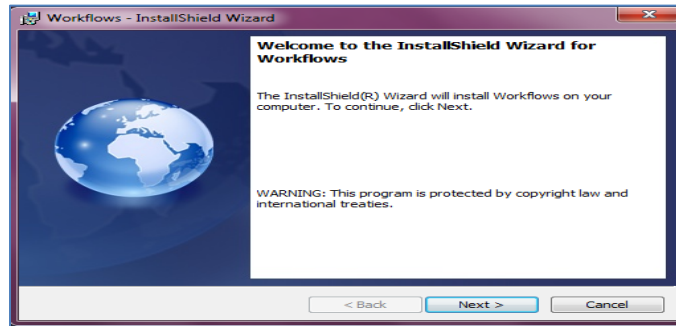 Workflows - InstallShield Wizard
Welcome to the InstallShield Wizard for
Workflows
The InstallShield(R) Wizard will install Workflows on your
computer. To continue, click Next.
WARNING: This program is protected by copyright law and
international treaties.
< Back
Next >
Cancel